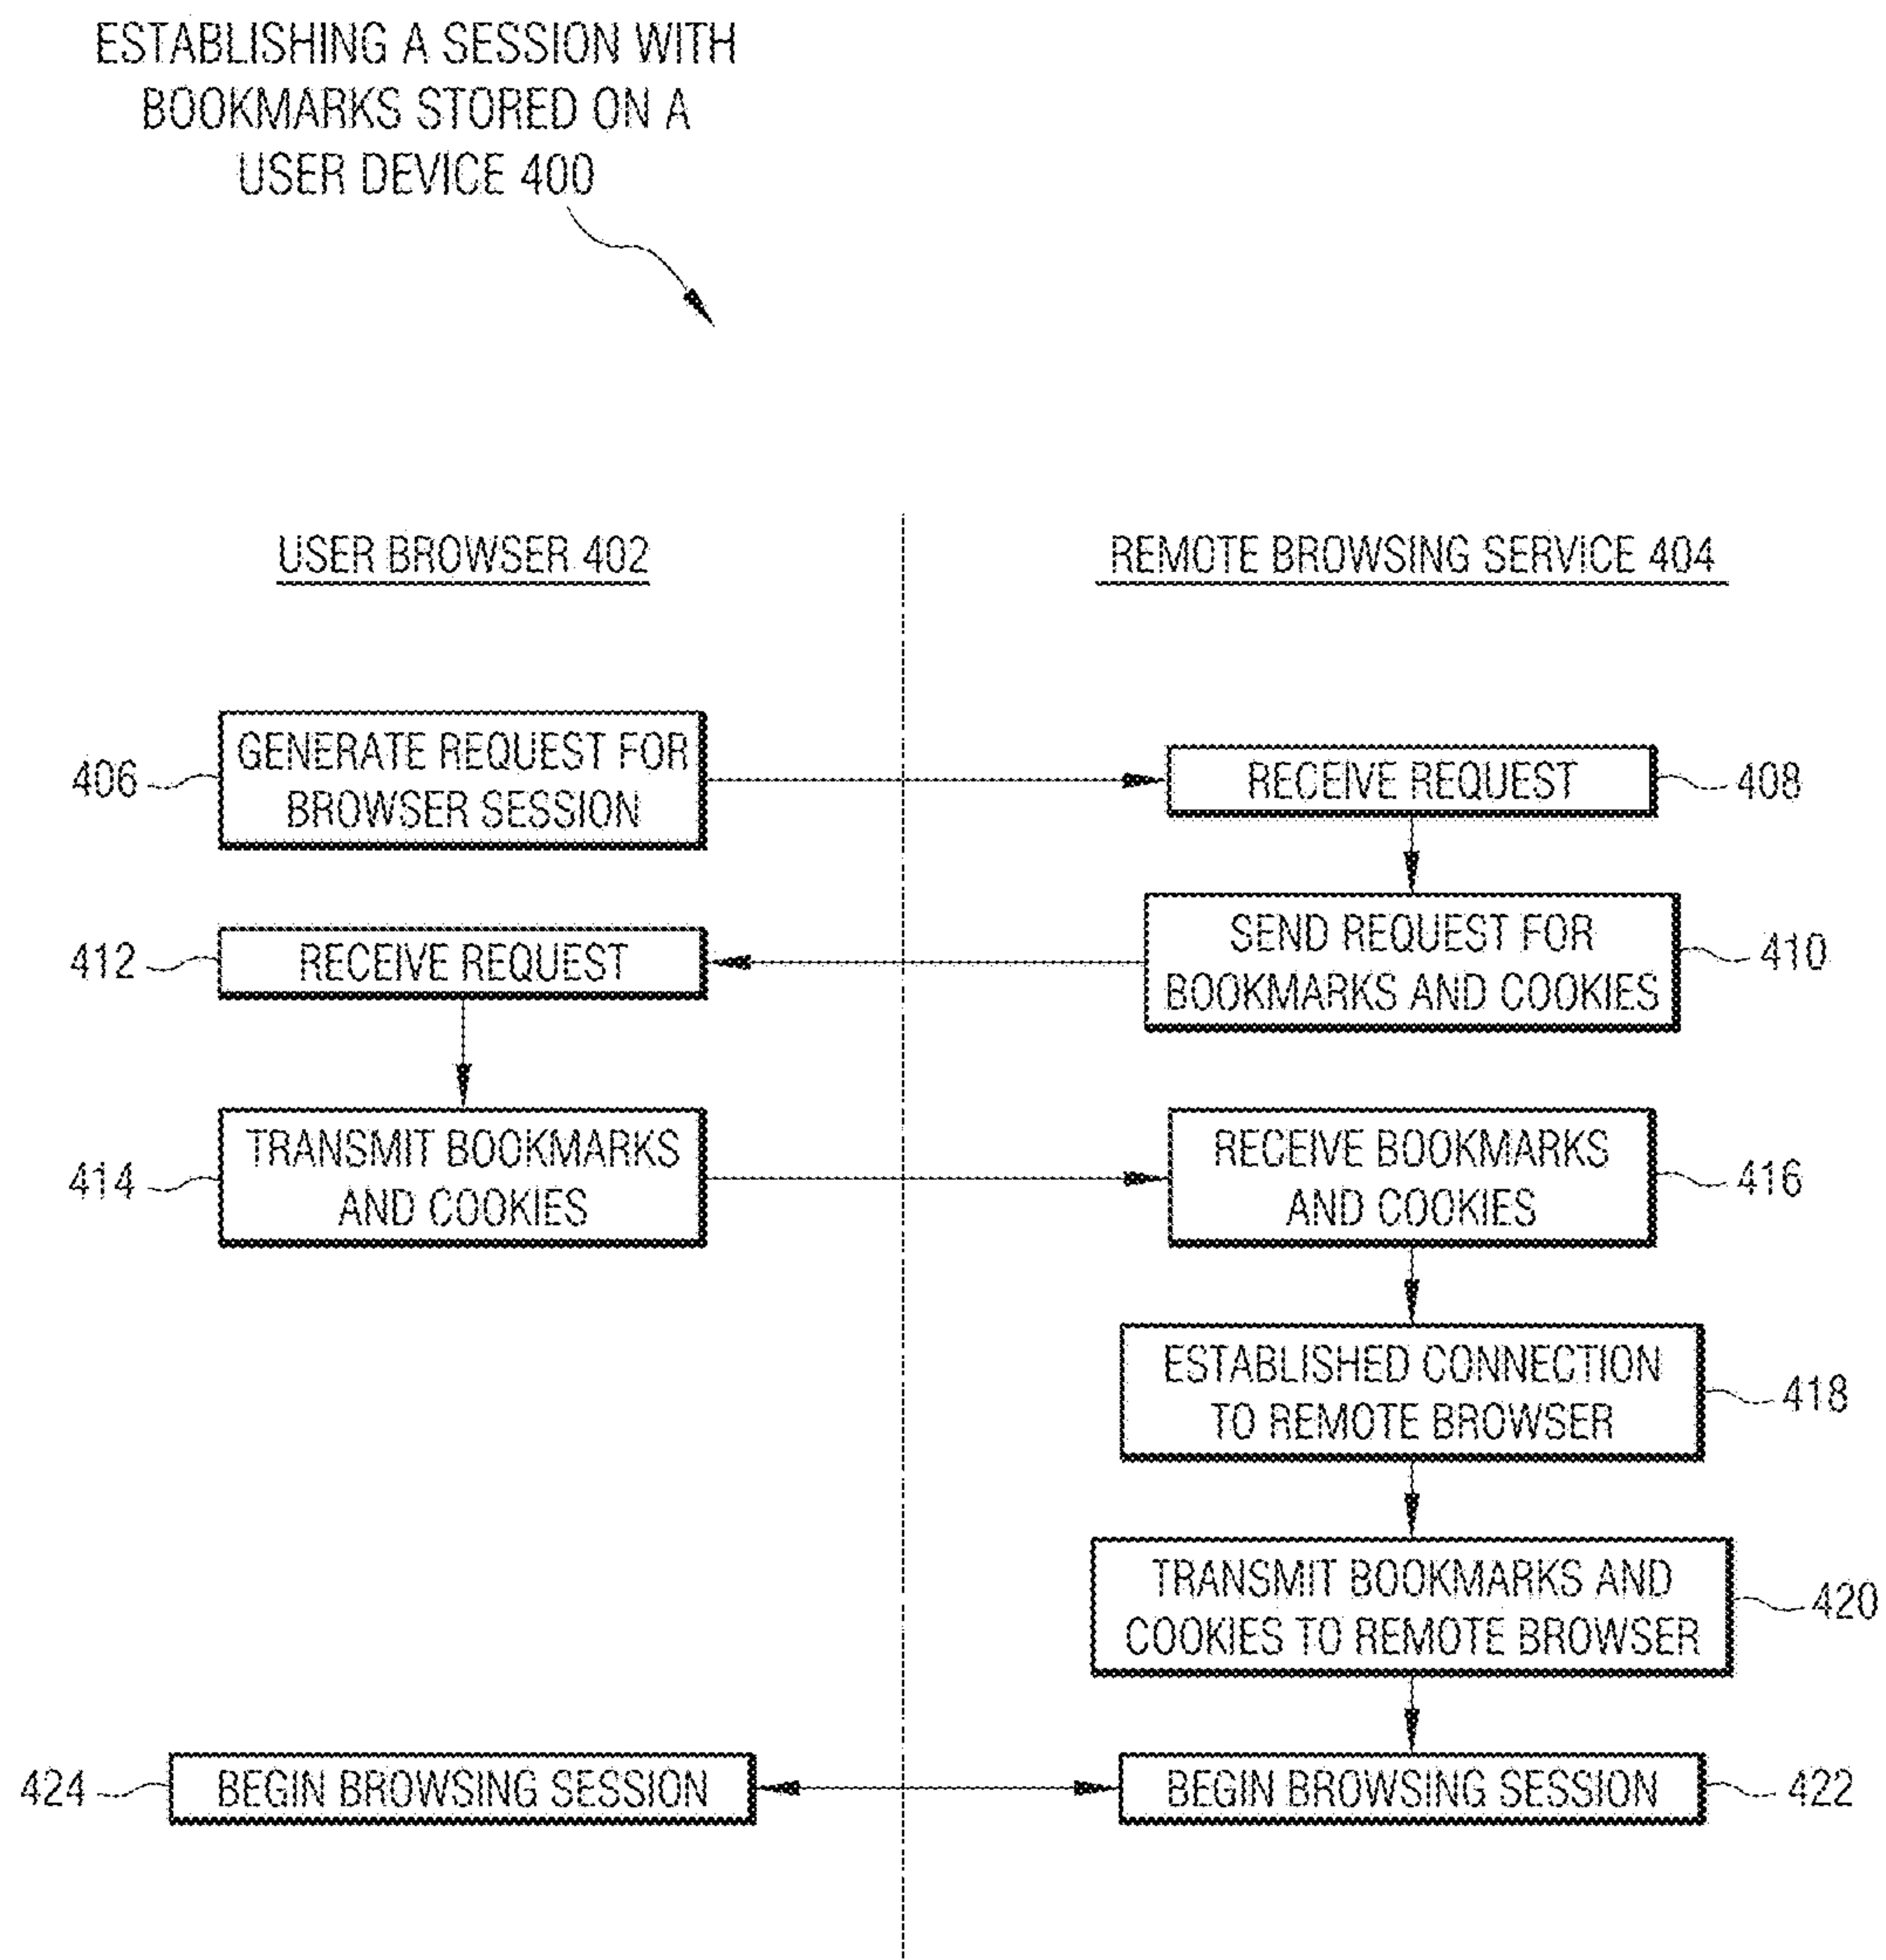 ESTABLISHING A SESSION WITH
BOOKMARKS STORED ON A
USER DEVICE 400
USER BROWSER 402
REMOTE BROWSING SERVICE 404
406
GENERATE REQUEST FOR
BROWSER SESSION
RECEIVE REQUEST
408
SEND REQUEST FOR
BOOKMARKS AND COOKIES
410
412
RECEIVE REQUEST
414
TRANSMIT BOOKMARKS
AND COOKIES
RECEIVE BOOKMARKS
AND COOKIES
416
ESTABLISHED CONNECTION
TO REMOTE BROWSER
418
TRANSMIT BOOKMARKS AND
COOKIES TO REMOTE BROWSER
420
424
BEGIN BROWSING SESSION
BEGIN BROWSING SESSION
422